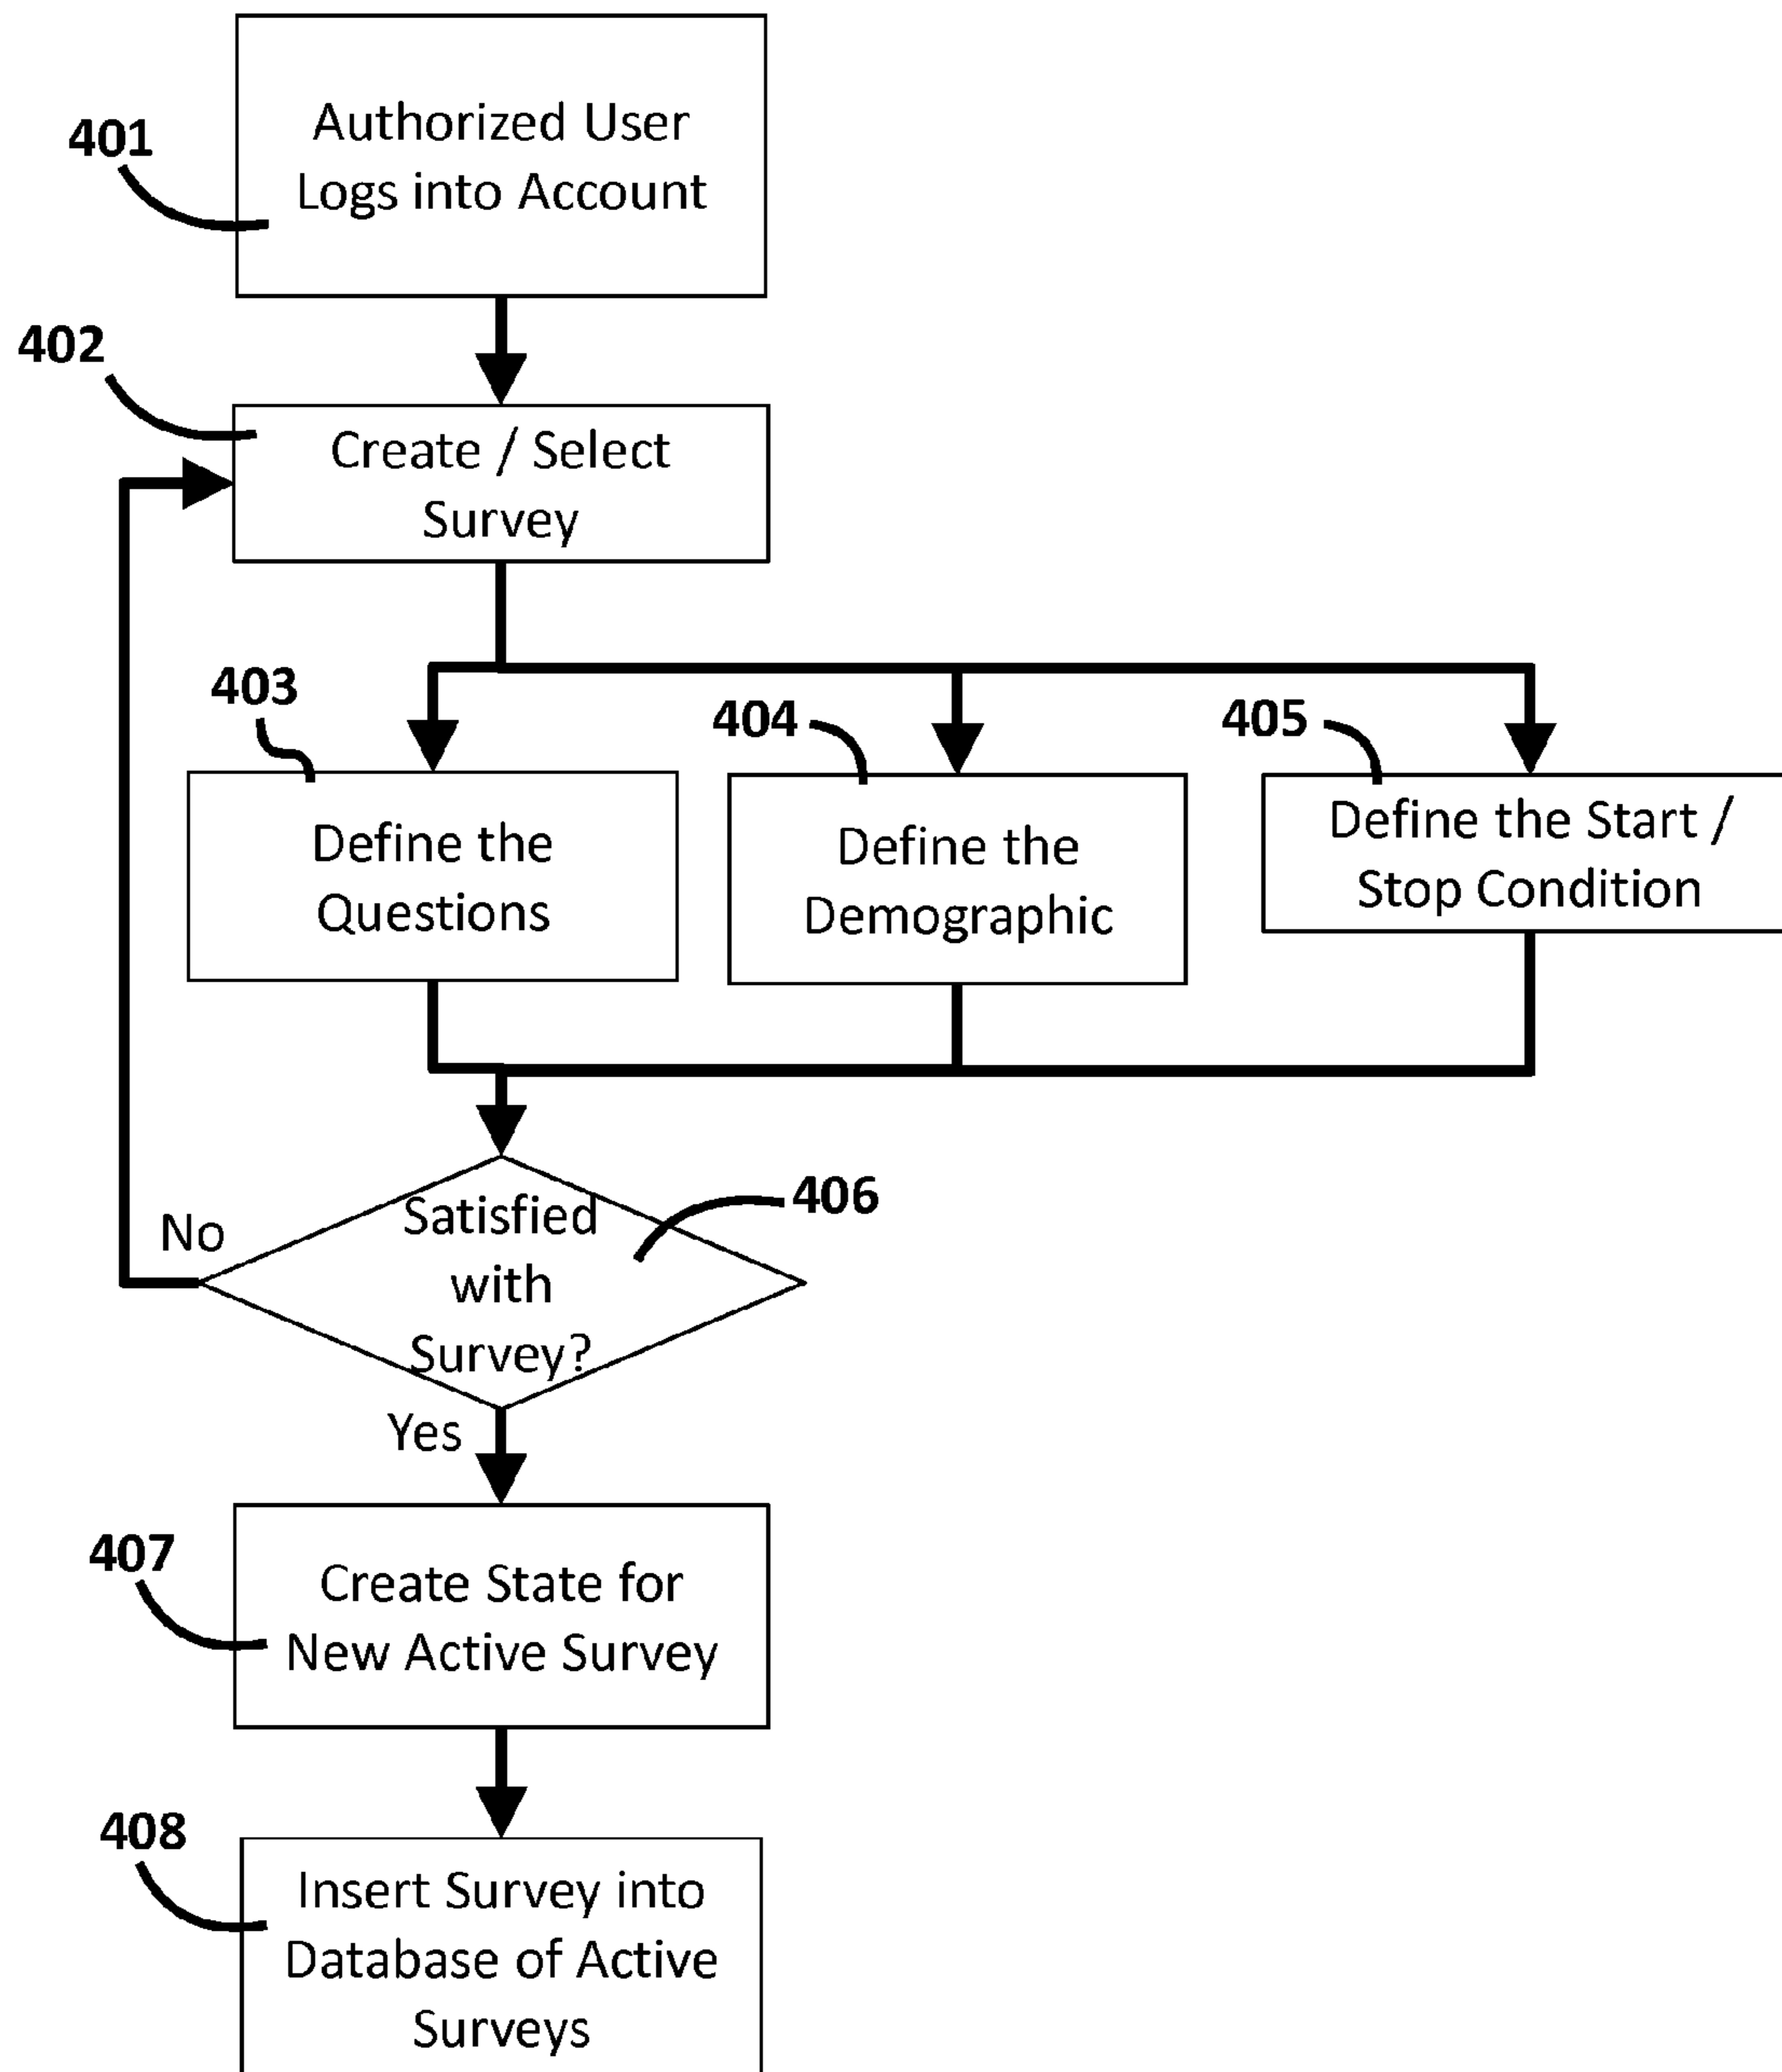 401
Authorized User
Logs into Account
402
Create / Select
Survey
403
Define the
Questions
404
Define the
Demographic
405
Define the Start /
Stop Condition
406
Satisfied
with
Survey?
No
Yes
407
Create State for
New Active Survey
408
Insert Survey into
Database of Active
Surveys